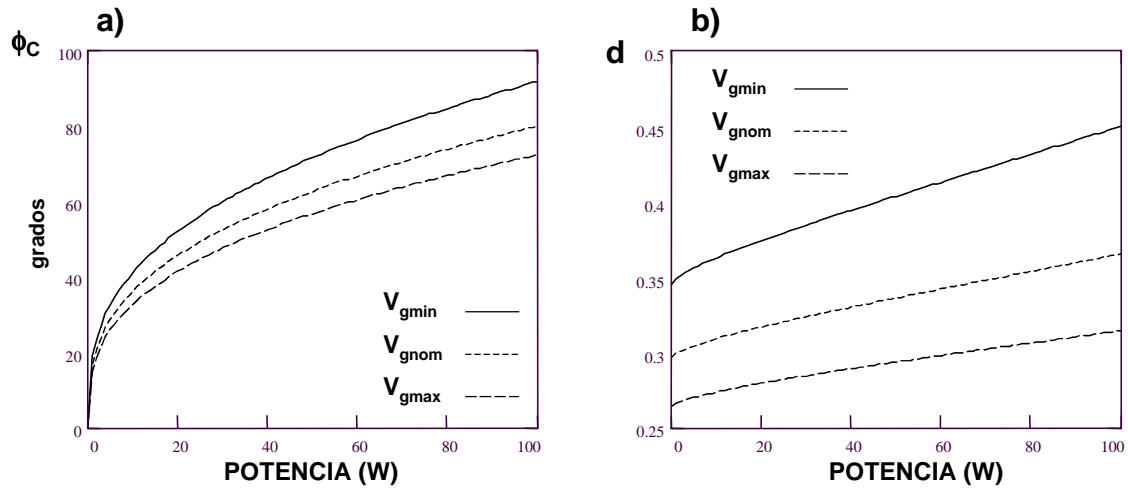 a)
ϕC
100
80
60
40
20
0
grados
Vgmin
Vgnom
Vgmax
0 20 40 60 80 100
POTENCIA (W)
b)
d
0.5
0.45
0.4
0.35
0.3
0.25
Vgmin
Vgnom
Vgmax
0 20 40 60 80 100
POTENCIA (W)